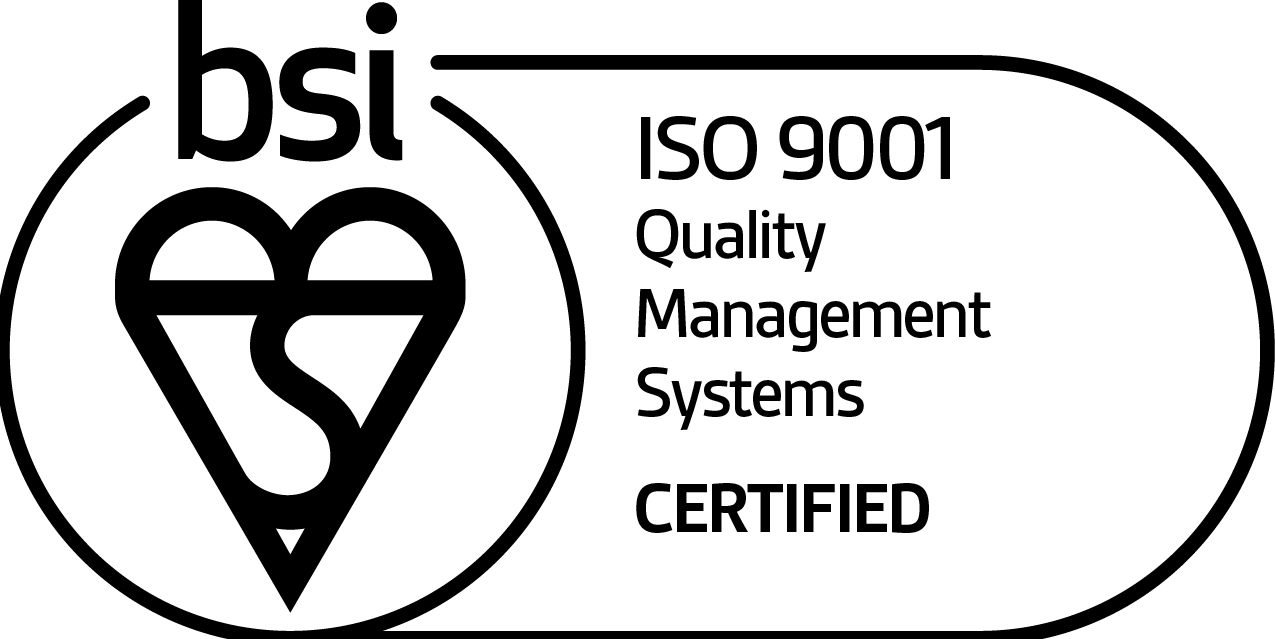 bsi
ISO 9001
Quality
Management
Systems
CERTIFIED